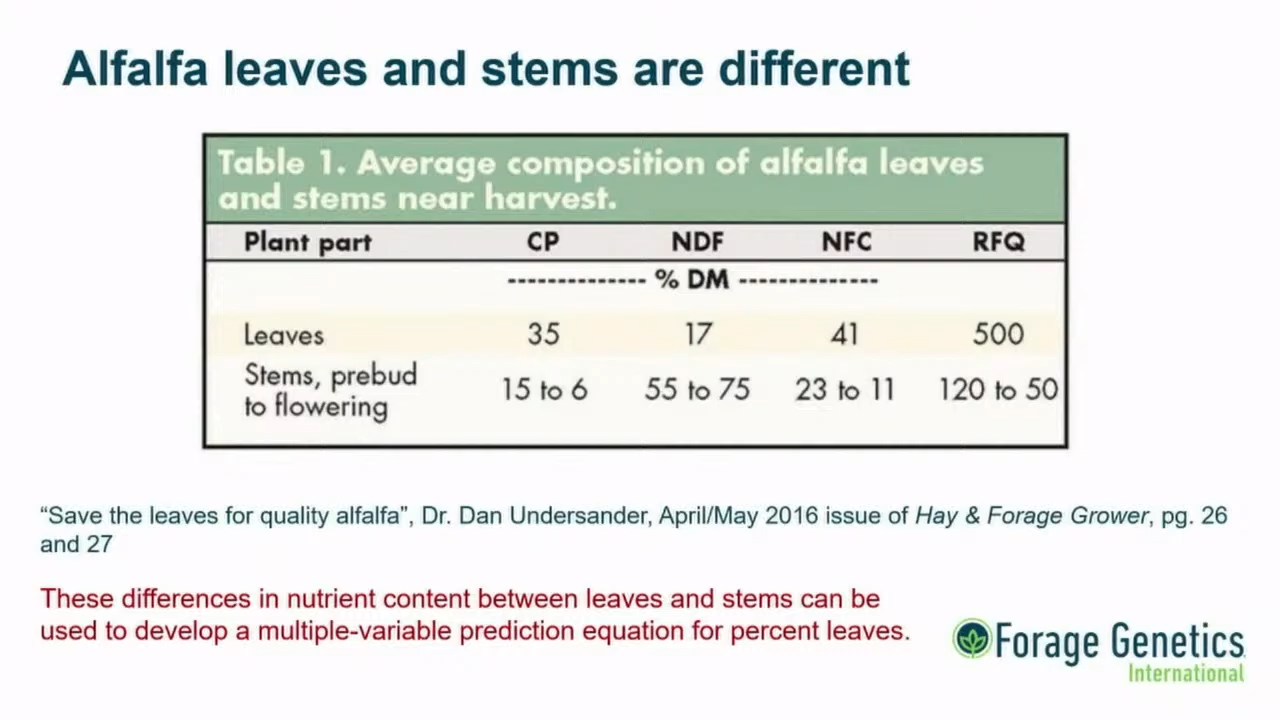 Alfalfa leaves and stems are different
Table 1. Average composition of alfalfa leaves
and stems near harvest.
Plant part CP NDF NFC RFQ
-------------- % DM --------------
Leaves 35 17 41 500
Stems, prebud
to flowering 15 to 6 55 to 75 23 to 11 120 to 50
“Save the leaves for quality alfalfa”, Dr. Dan Undersander, April/May 2016 issue of Hay & Forage Grower, pg. 26
and 27
These differences in nutrient content between leaves and stems can be
used to develop a multiple-variable prediction equation for percent leaves.
Forage Genetics
International